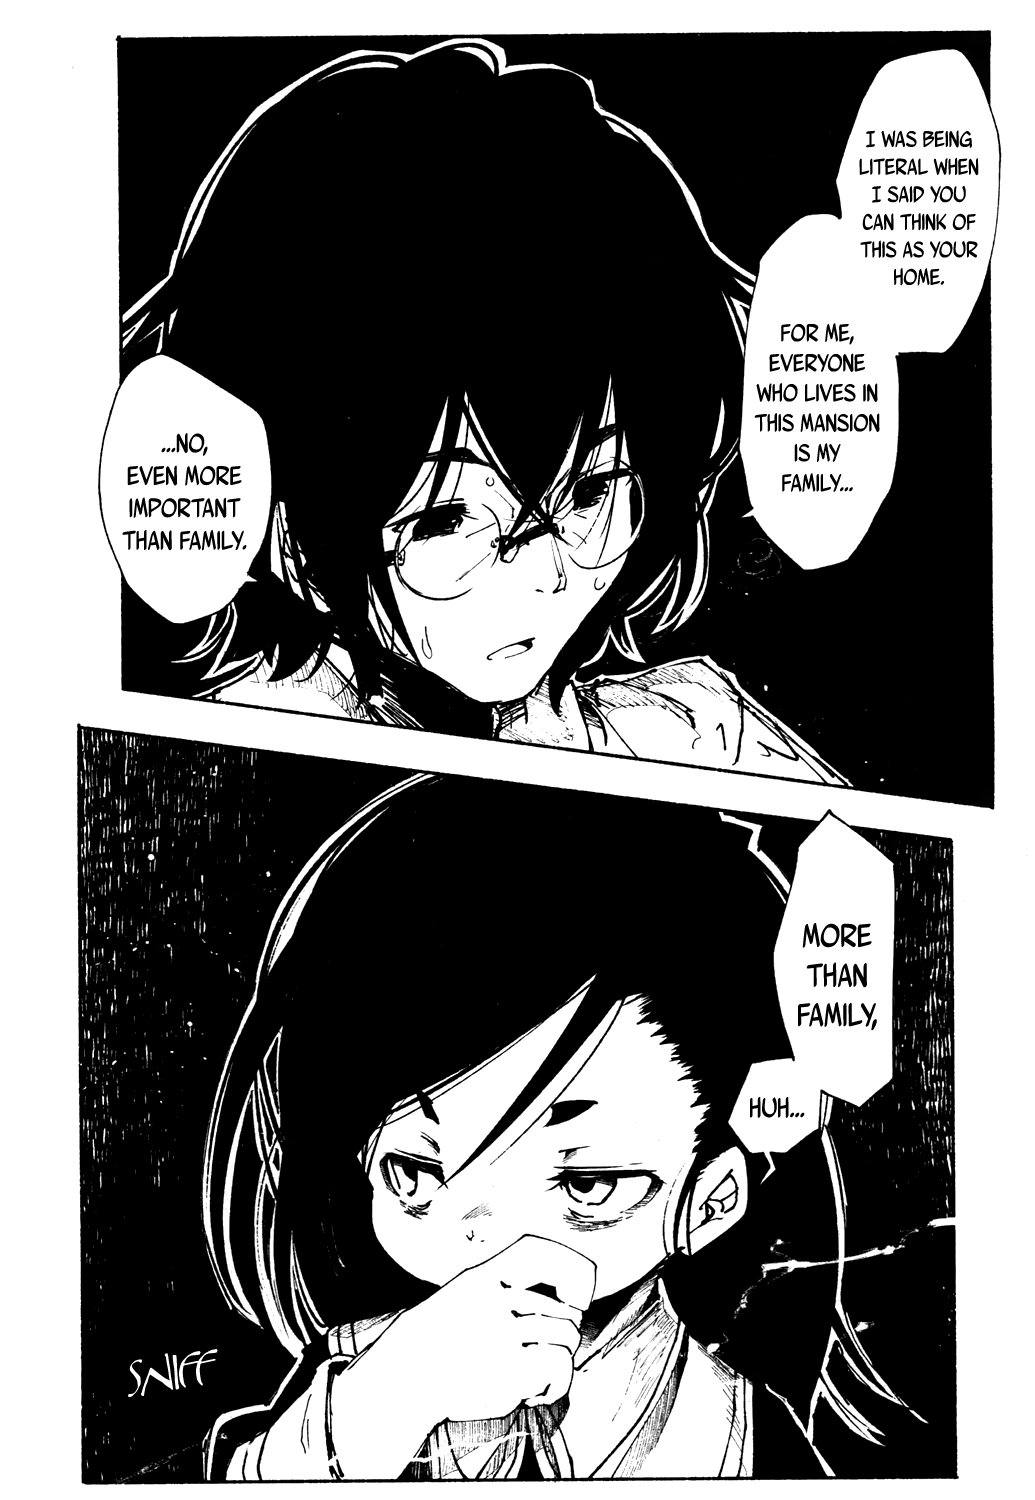 I WAS BEING
LITERAL WHEN
I SAID YOU
CAN THINK OF
THIS AS YOUR
HOME.
FOR ME,
EVERYONE
WHO LIVES IN
THIS MANSION
IS MY
FAMILY...
...NO,
EVEN MORE
IMPORTANT
THAN FAMILY.
MORE
THAN
FAMILY,
HUH...
SNIFF